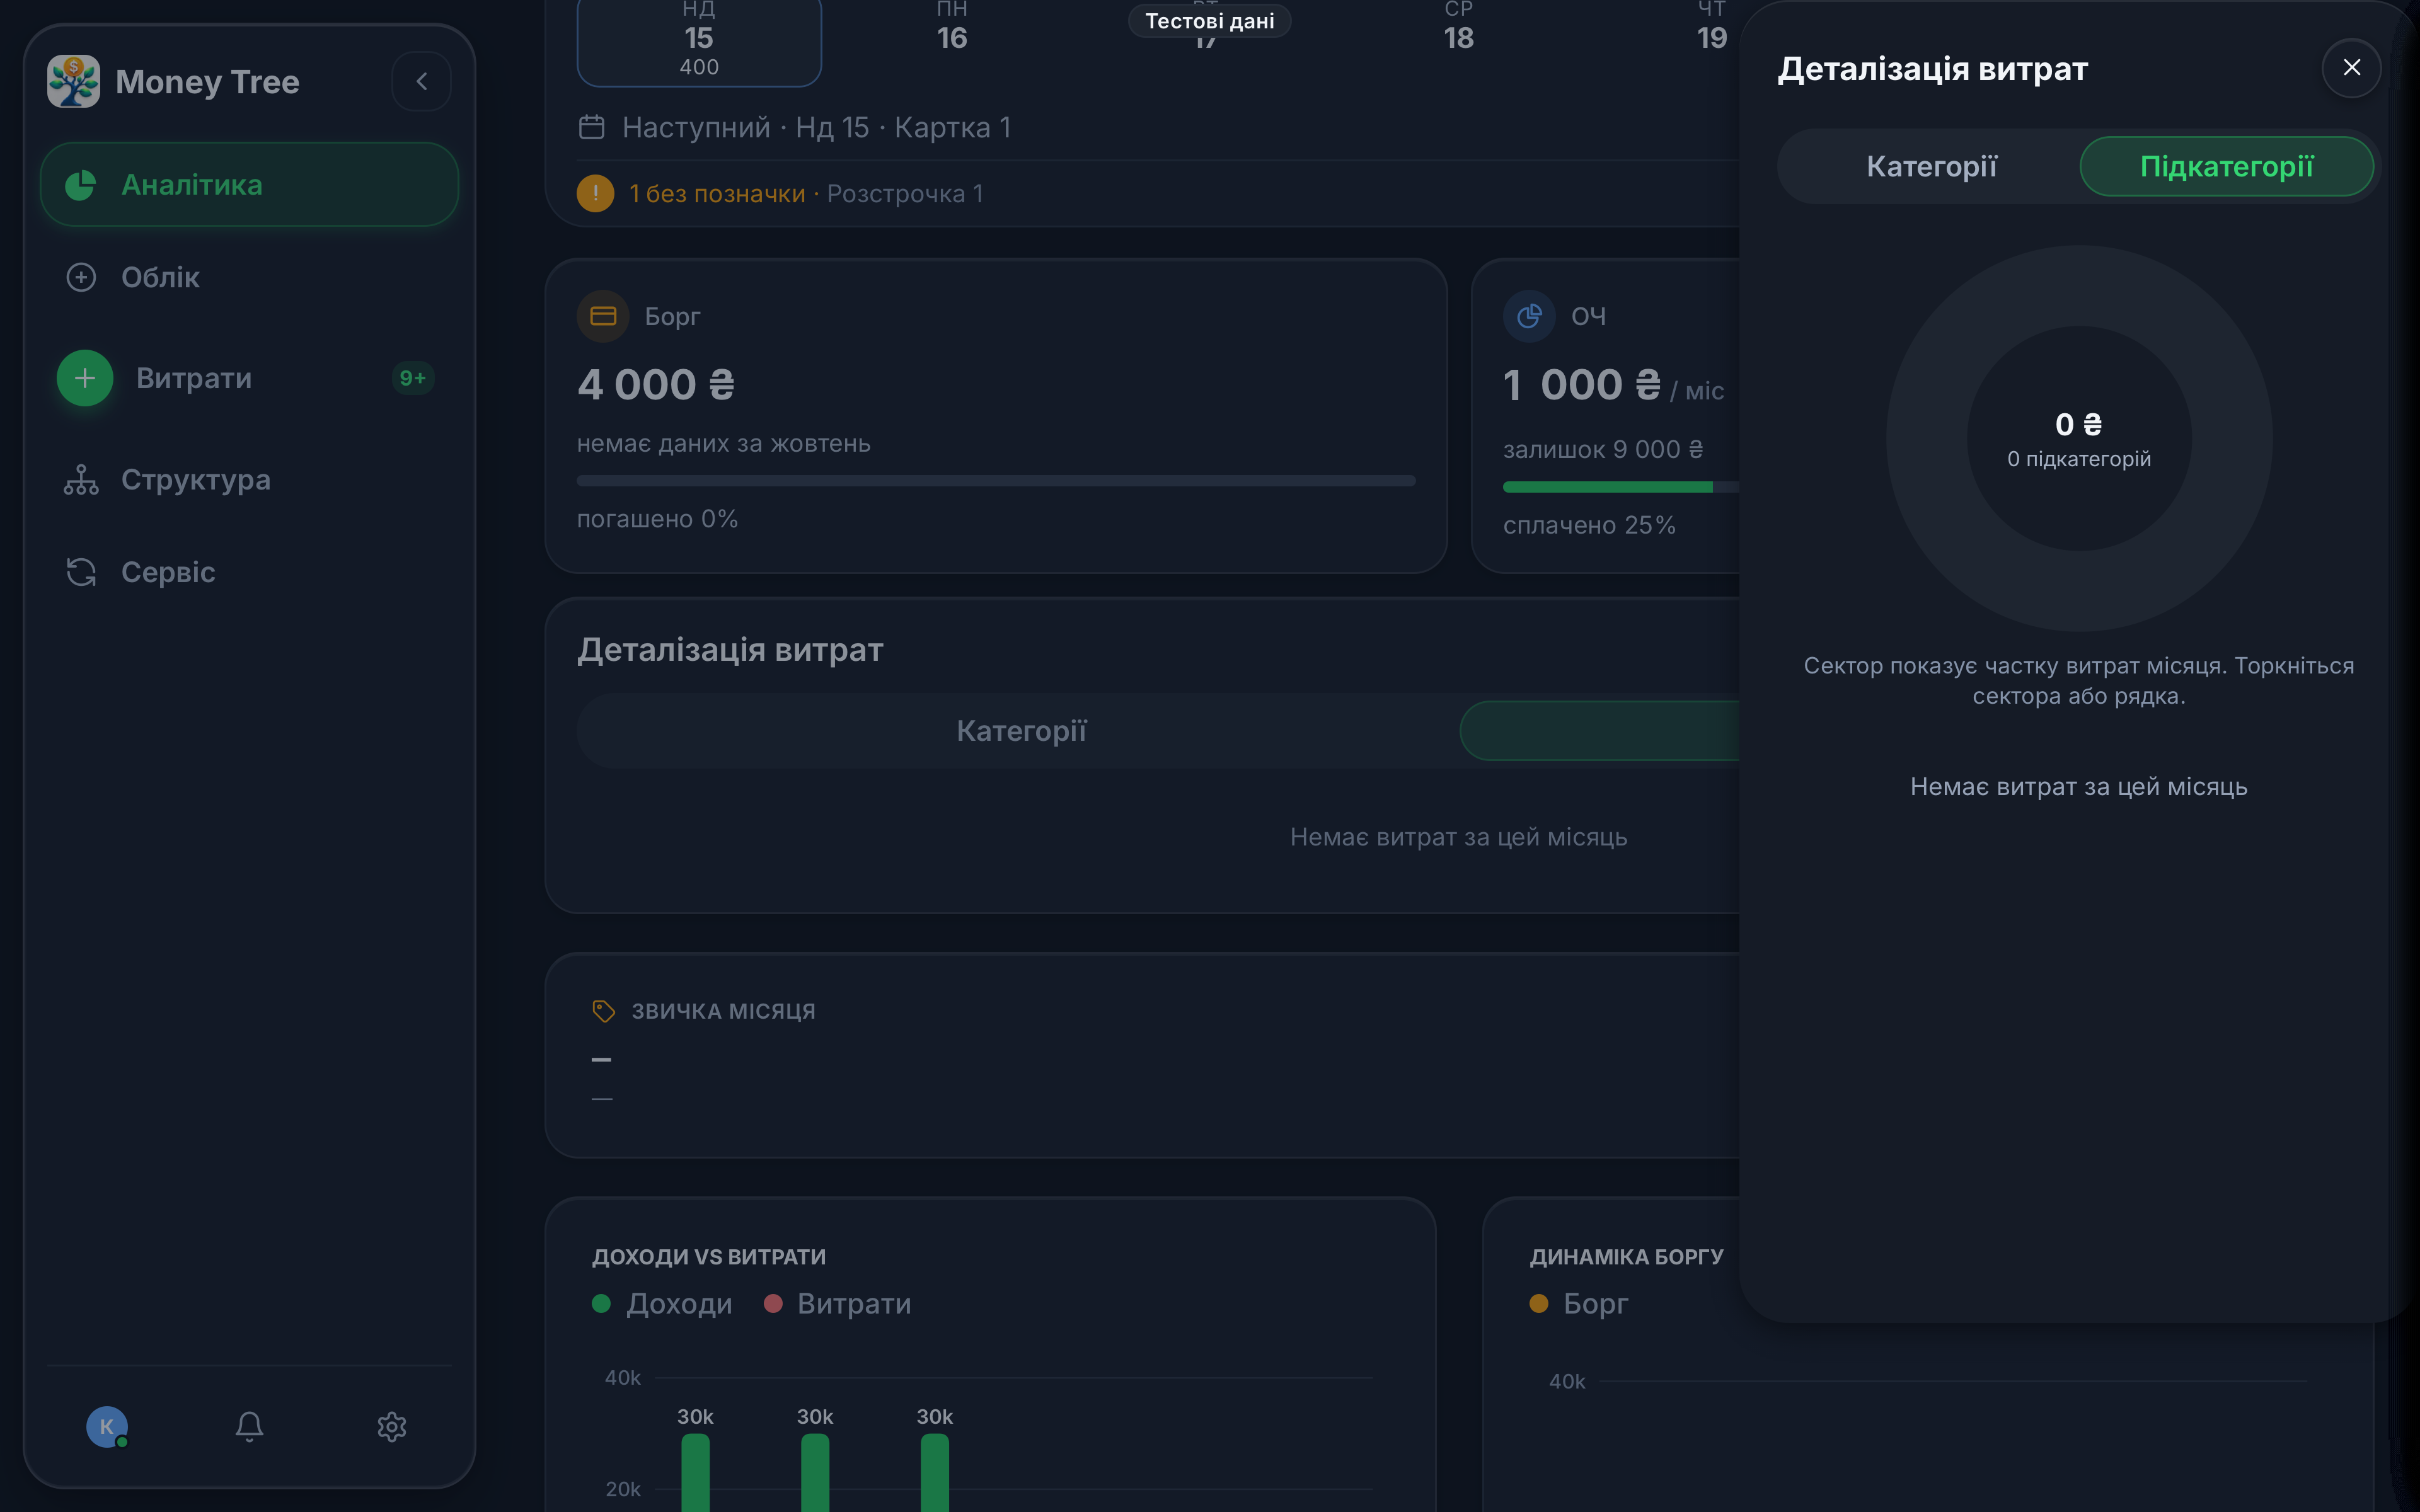 Money Tree
Аналітика
Облік
Витрати
9+
Структура
Сервіс
K
НД
15
400
ПН
16
17
Тестові дані
СР
18
ЧТ
19
Наступний · Нд 15 · Картка 1
! 1 без позначки · Розстрочка 1
Борг
4 000 ₴
немає даних за жовтень
погашено 0%
ОЧ
1 000 ₴ / міс
залишок 9 000 ₴
сплачено 25%
Деталізація витрат
Категорії
Немає витрат за цей місяць
ЗВИЧКА МІСЯЦЯ
–
—
ДОХОДИ VS ВИТРАТИ
Доходи
Витрати
40k
30k
30k
30k
20k
ДИНАМІКА БОРГУ
Борг
40k
Деталізація витрат
Категорії
Підкатегорії
0 ₴
0 підкатегорій
Сектор показує частку витрат місяця. Торкніться
сектора або рядка.
Немає витрат за цей місяць